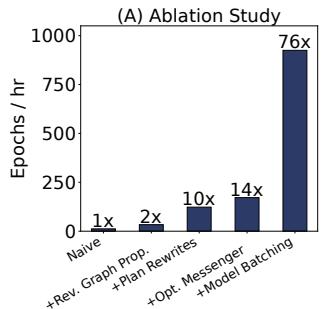 (A) Ablation Study
Epochs / hr
1000
750
500
250
0
1x
2x
10x
14x
76x
Naive
+Rev. Graph Prop.
+Plan Rewrites
+Opt. Messenger
+Model Batching